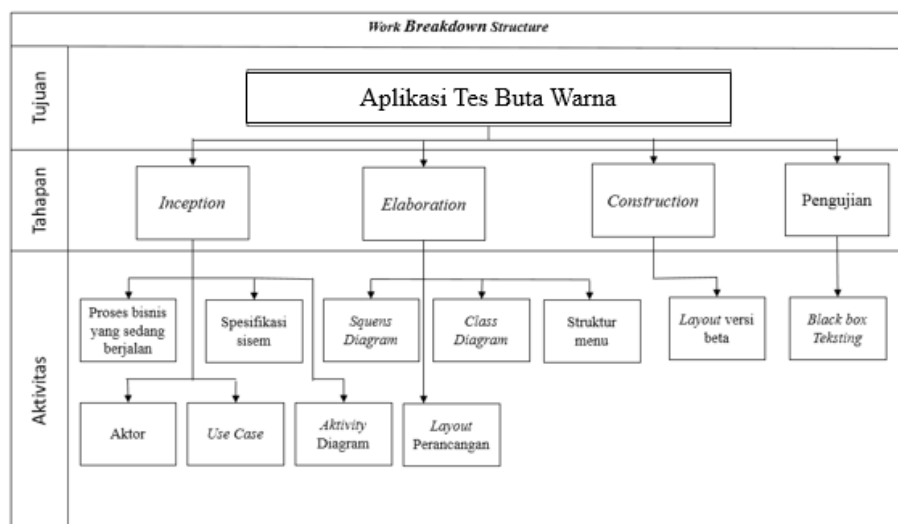 Work Breakdown Structure
Tujuan
Aplikasi Tes Buta Warna
Tahapan
Inception
Elaboration
Construction
Pengujian
Aktivitas
Proses bisnis
yang sedang
berjalan
Spesifikasi
sisem
Squens
Diagram
Class
Diagram
Struktur
menu
Layout versi
beta
Black box
Teksting
Aktor
Use Case
Aktivity
Diagram
Layout
Perancangan